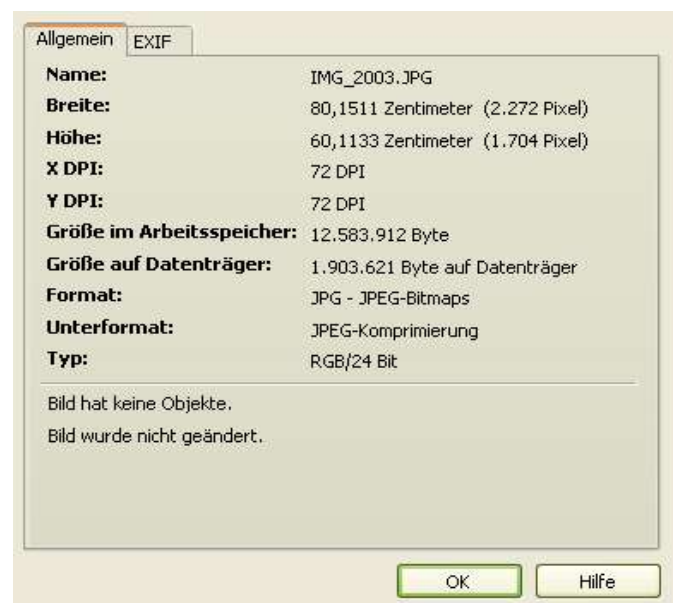 Allgemein EXIF
Name: IMG_2003.JPG
Breite: 80,1511 Zentimeter (2.272 Pixel)
Höhe: 60,1133 Zentimeter (1.704 Pixel)
X DPI: 72 DPI
Y DPI: 72 DPI
Größe im Arbeitsspeicher: 12.583.912 Byte
Größe auf Datenträger: 1.903.621 Byte auf Datenträger
Format: JPG - JPEG-Bitmaps
Unterformat: JPEG-Komprimierung
Typ: RGB/24 Bit
Bild hat keine Objekte.
Bild wurde nicht geändert.
OK Hilfe